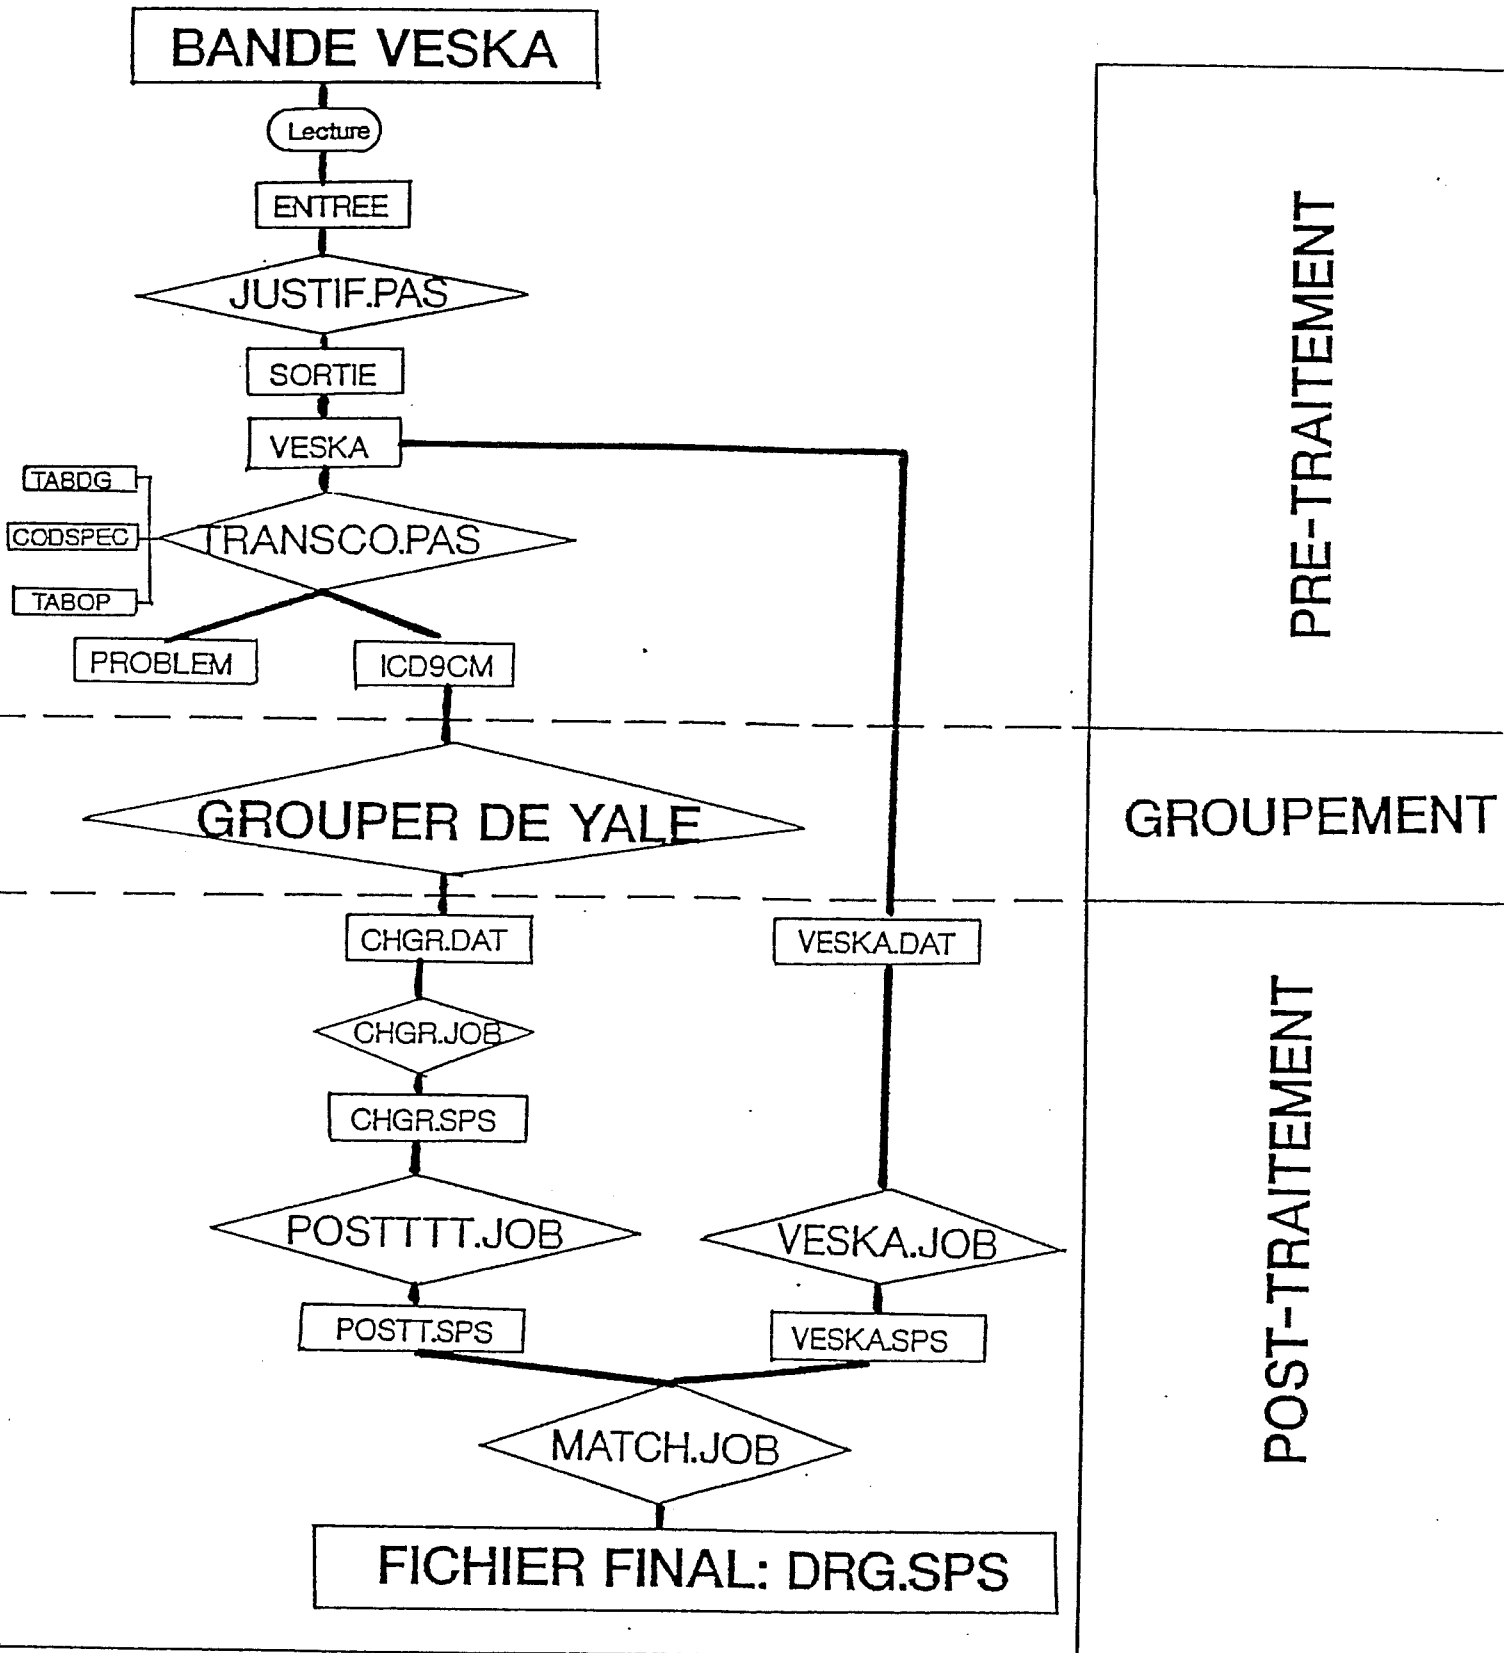 BANDE VESKA
Lecture
ENTREE
JUSTIF.PAS
SORTIE
VESKA
TABDG
CODSPEC
TABOP
TRANSCO.PAS
PROBLEM
ICD9CM
PRE-TRAITEMENT
GROUPER DE YALE
GROUPEMENT
CHGR.DAT
VESKA.DAT
CHGR.JOB
CHGR.SPS
POSTTTT.JOB
VESKA.JOB
POSTT.SPS
VESKA.SPS
MATCH.JOB
FICHIER FINAL: DRG.SPS
POST-TRAITEMENT